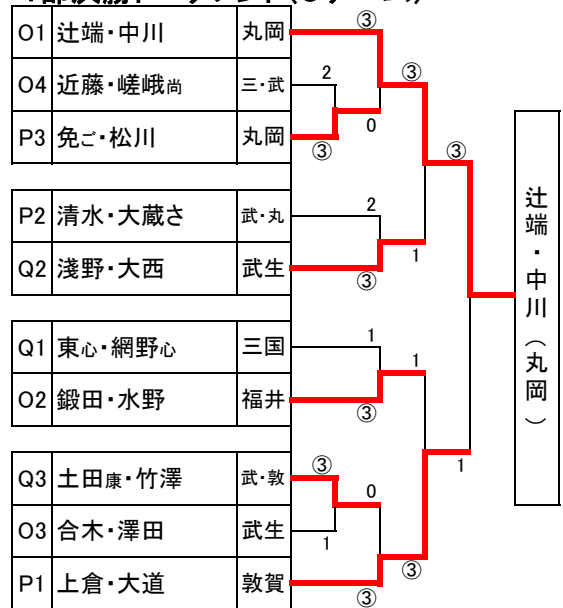 O1 辻端・中川 丸岡
O4 近藤・嵯峨尚 三・武
P3 免ご・松川 丸岡
P2 清水・大蔵さ 武・丸
Q2 淺野・大西 武生
Q1 東心・網野心 三国
O2 鍛田・水野 福井
Q3 土田康・竹澤 武・敦
O3 合木・澤田 武生
P1 上倉・大道 敦賀
③
2
③
0
③
2
③
1
③
1
③
1
③
1
0
③
③
1
辻端・中川（丸岡）